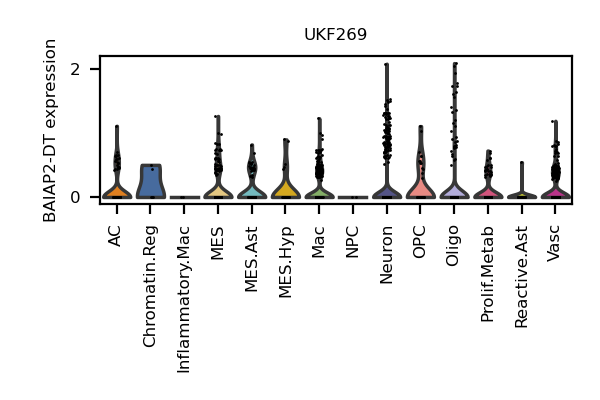 UKF269
BAIAP2-DT expression
2
0
AC
Chromatin.Reg
Inflammatory.Mac
MES
MES.Ast
MES.Hyp
Mac
NPC
Neuron
OPC
Oligo
Prolif.Metab
Reactive.Ast
Vasc